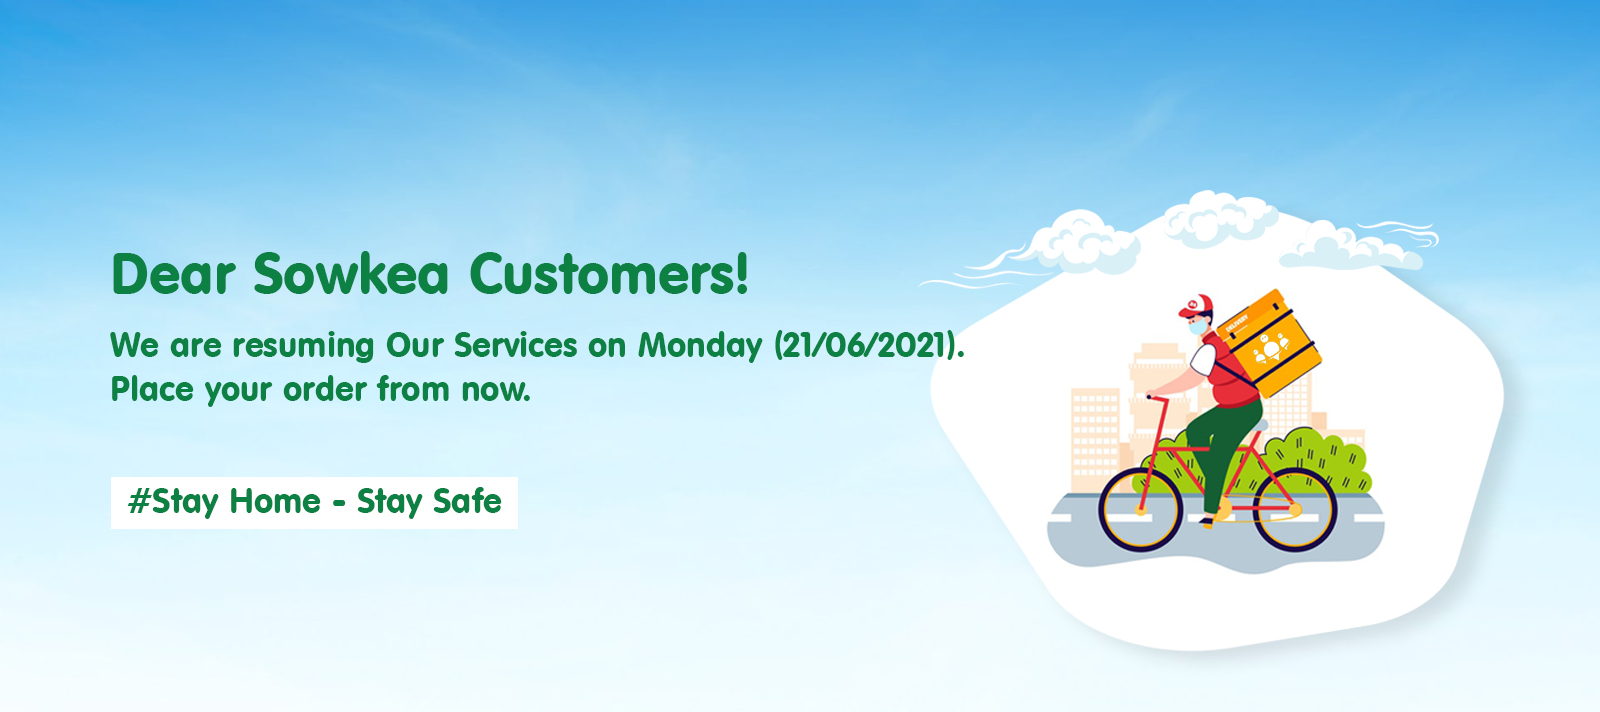 Dear Sowkea Customers!
We are resuming Our Services on Monday (21/06/2021).
Place your order from now.
#Stay Home - Stay Safe
DELIVERY